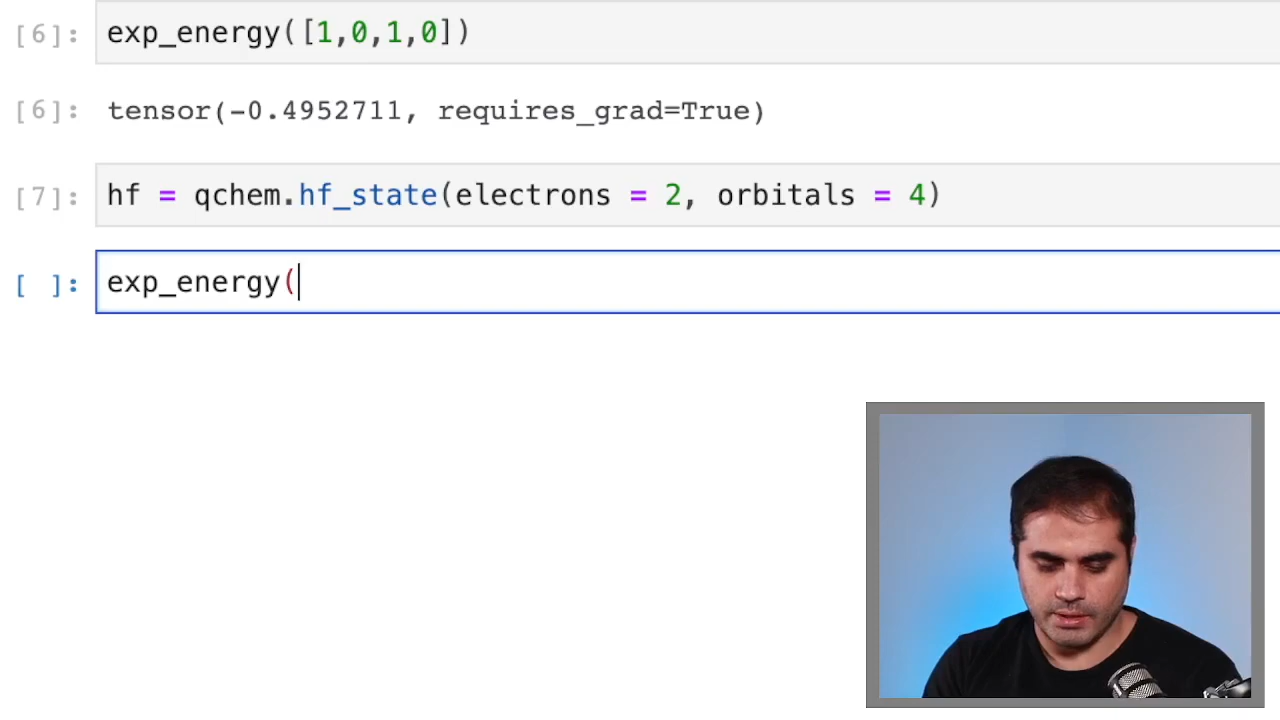 [6]: exp_energy([1,0,1,0])
[6]: tensor(-0.4952711, requires_grad=True)
[7]: hf = qchem.hf_state(electrons = 2, orbitals = 4)
[ ]: exp_energy(